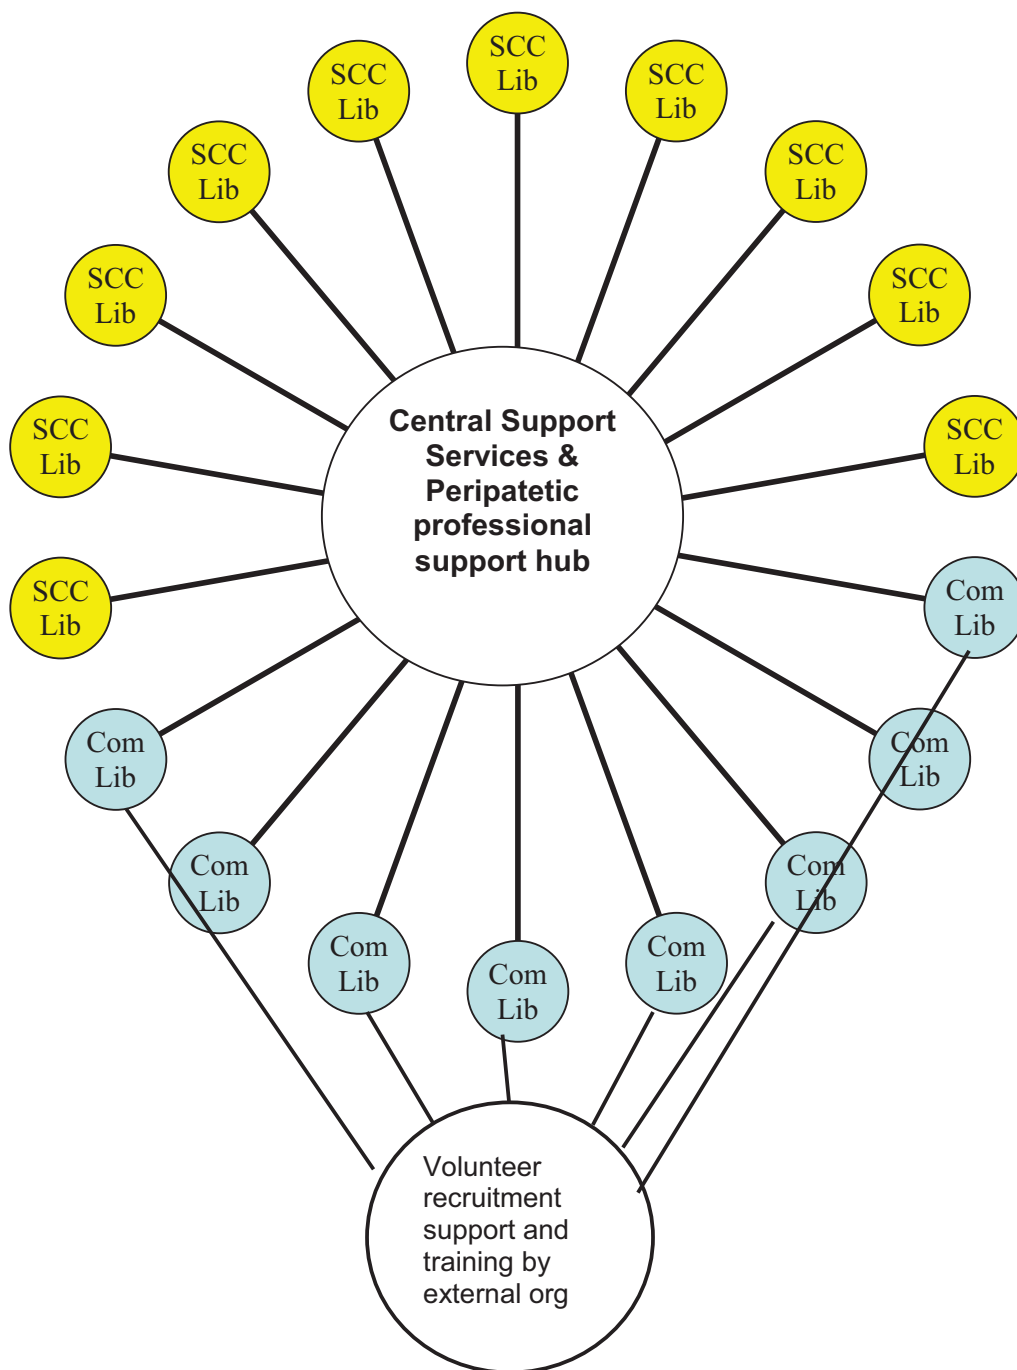 SCC
Lib
SCC
Lib
SCC
Lib
SCC
Lib
SCC
Lib
SCC
Lib
SCC
Lib
SCC
Lib
SCC
Lib
SCC
Lib
Central Support
Services &
Peripatetic
professional
support hub
SCC
Lib
Com
Lib
Com
Lib
Com
Lib
Com
Lib
Com
Lib
Com
Lib
Com
Lib
Com
Lib
Volunteer
recruitment
support and
training by
external org